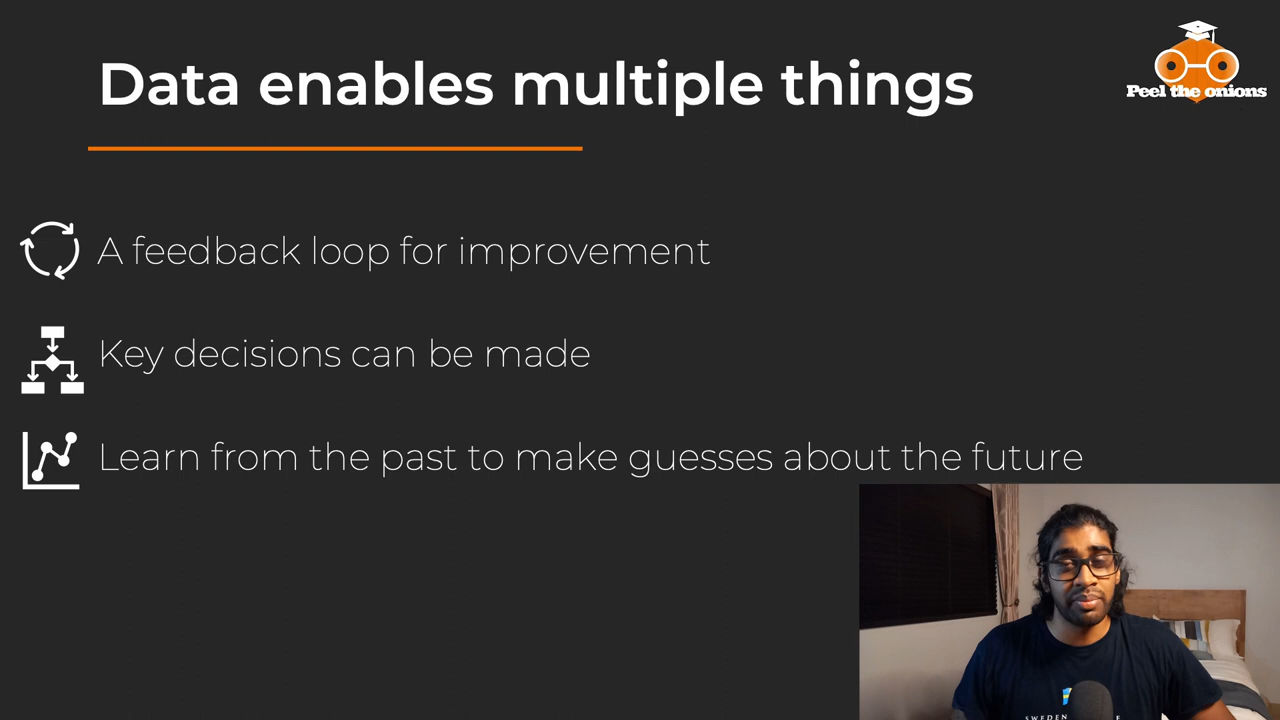 Data enables multiple things
Peel the onions
A feedback loop for improvement
Key decisions can be made
Learn from the past to make guesses about the future
SWEDEN